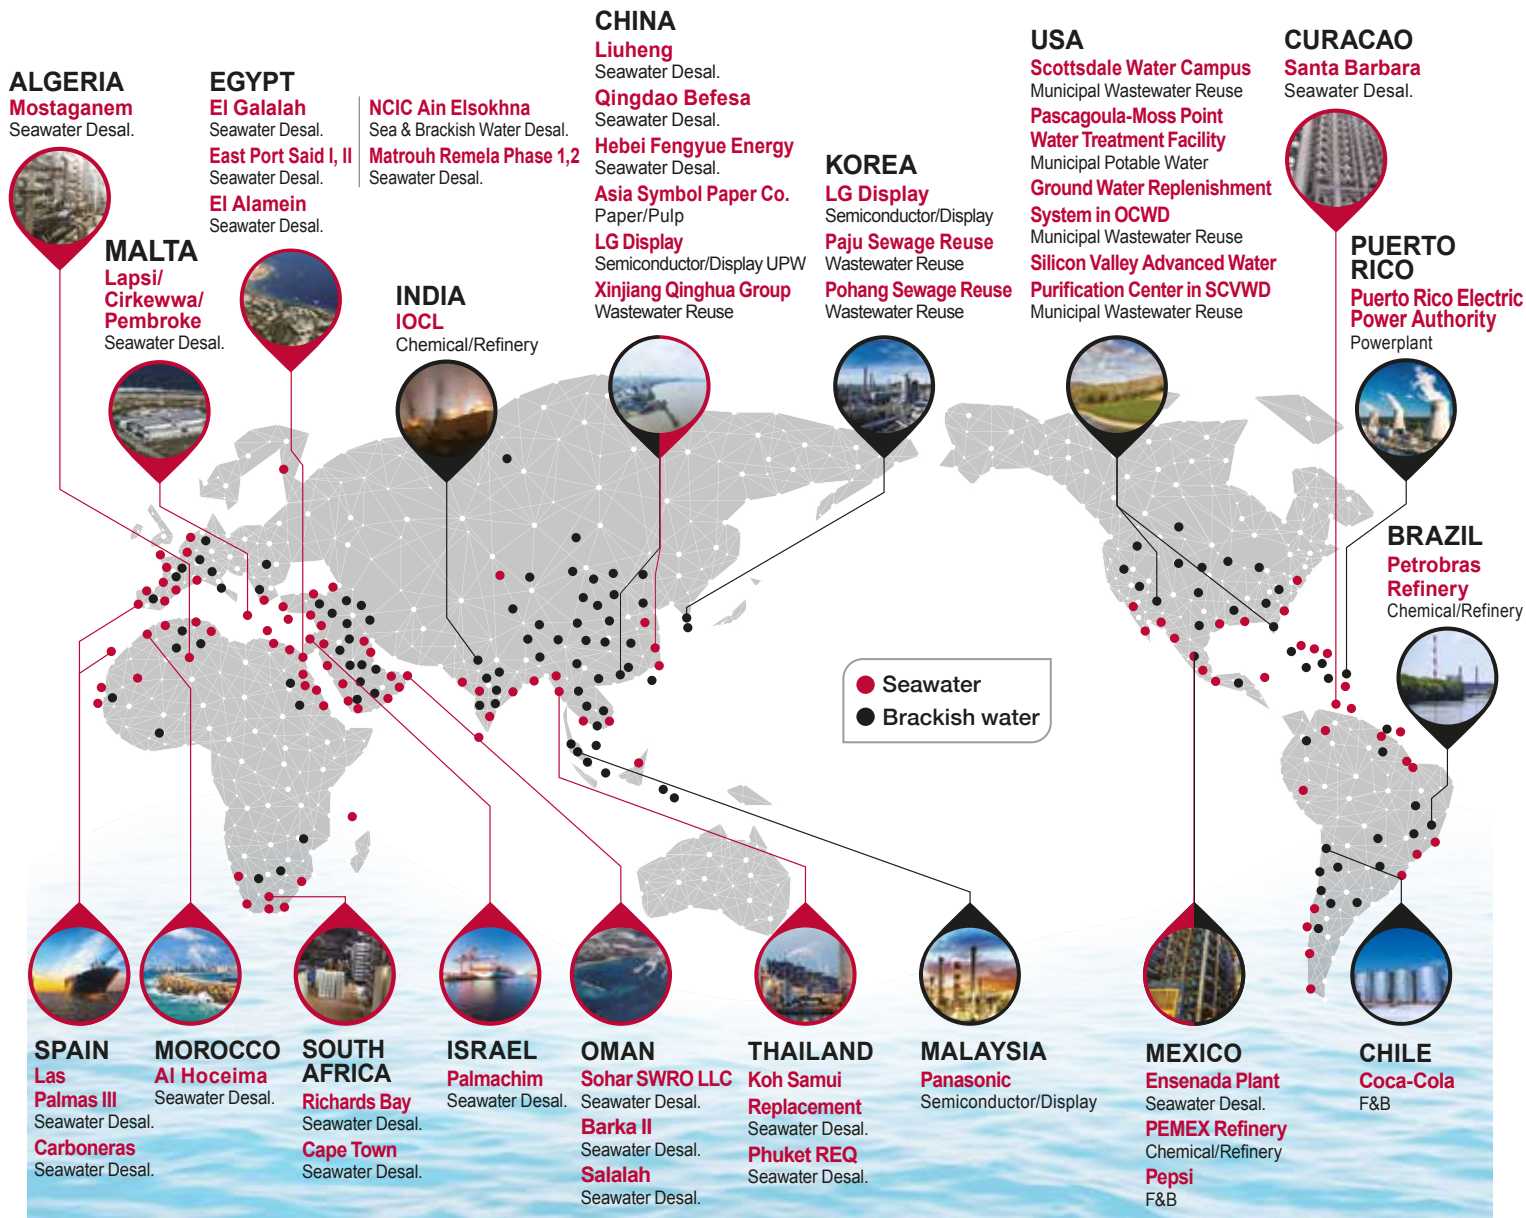 ALGERIA
Mostaganem
Seawater Desal.
EGYPT
El Galalah
Seawater Desal.
East Port Said I, II
Seawater Desal.
El Alamein
Seawater Desal.
NCIC Ain Elsokhna
Sea & Brackish Water Desal.
Matrouh Remela Phase 1,2
Seawater Desal.
MALTA
Lapsi/
Cirkewwa/
Pembroke
Seawater Desal.
INDIA
IOCL
Chemical/Refinery
CHINA
Liuheng
Seawater Desal.
Qingdao Befesa
Seawater Desal.
Hebei Fengyue Energy
Seawater Desal.
Asia Symbol Paper Co.
Paper/Pulp
LG Display
Semiconductor/Display UPW
Xinjiang Qinghua Group
Wastewater Reuse
KOREA
LG Display
Semiconductor/Display
Paju Sewage Reuse
Wastewater Reuse
Pohang Sewage Reuse
Wastewater Reuse
USA
Scottsdale Water Campus
Municipal Wastewater Reuse
Pascagoula-Moss Point
Water Treatment Facility
Municipal Potable Water
Ground Water Replenishment
System in OCWD
Municipal Wastewater Reuse
Silicon Valley Advanced Water
Purification Center in SCVWD
Municipal Wastewater Reuse
CURACAO
Santa Barbara
Seawater Desal.
PUERTO
RICO
Puerto Rico Electric
Power Authority
Powerplant
BRAZIL
Petrobras
Refinery
Chemical/Refinery
Seawater
Brackish water
SPAIN
Las
Palmas III
Seawater Desal.
Carboneras
Seawater Desal.
MOROCCO
Al Hoceima
Seawater Desal.
SOUTH
AFRICA
Richards Bay
Seawater Desal.
Cape Town
Seawater Desal.
ISRAEL
Palmachim
Seawater Desal.
OMAN
Sohar SWRO LLC
Seawater Desal.
Barka II
Seawater Desal.
Salalah
Seawater Desal.
THAILAND
Koh Samui
Replacement
Seawater Desal.
Phuket REQ
Seawater Desal.
MALAYSIA
Panasonic
Semiconductor/Display
MEXICO
Ensenada Plant
Seawater Desal.
PEMEX Refinery
Chemical/Refinery
Pepsi
F&B
CHILE
Coca-Cola
F&B